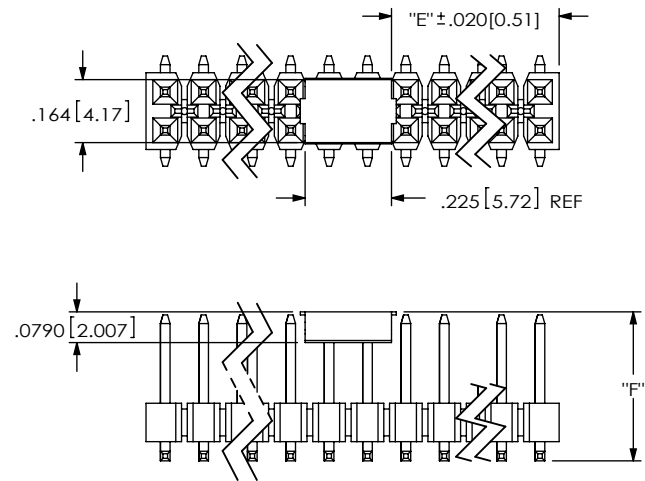 "E"±.020[0.51]
.164[4.17]
.225[5.72] REF
.0790[2.007]
"F"